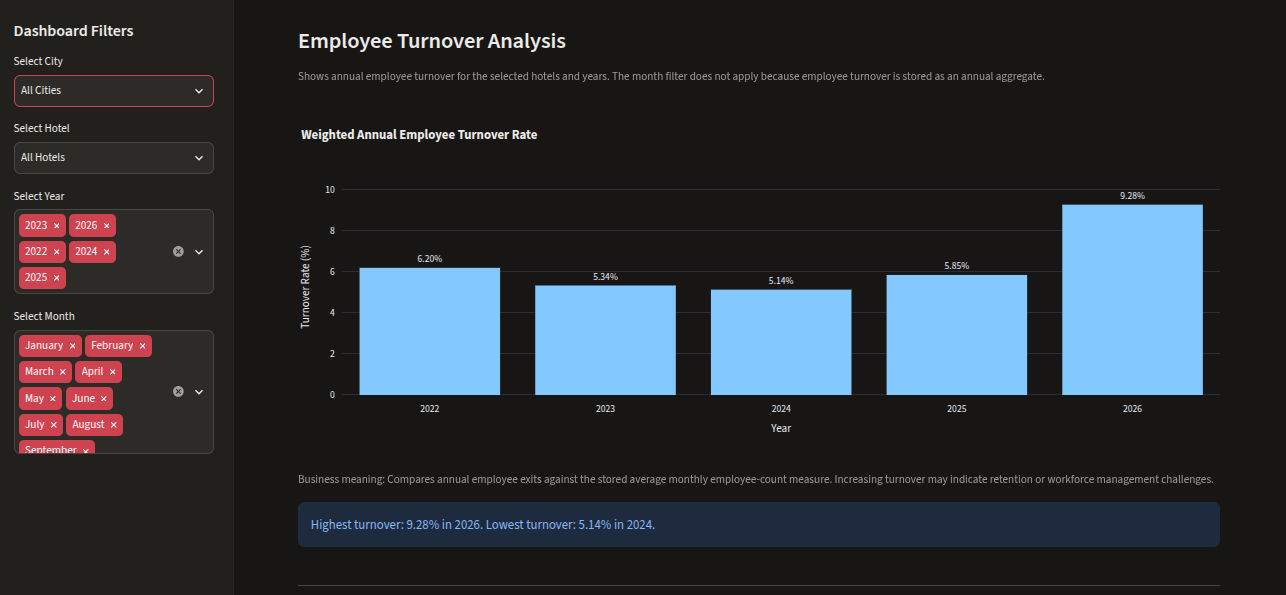 Dashboard Filters
Select City
All Cities
Select Hotel
All Hotels
Select Year
2023 × 2026 ×
2022 × 2024 ×
2025 ×
Select Month
January × February ×
March × April ×
May × June ×
July × August ×
September ×
Employee Turnover Analysis
Shows annual employee turnover for the selected hotels and years. The month filter does not apply because employee turnover is stored as an annual aggregate.
Weighted Annual Employee Turnover Rate
Turnover Rate (%)
10
8
6
4
2
0
6.20%
5.34%
5.14%
5.85%
9.28%
2022
2023
2024
2025
2026
Year
Business meaning: Compares annual employee exits against the stored average monthly employee-count measure. Increasing turnover may indicate retention or workforce management challenges.
Highest turnover: 9.28% in 2026. Lowest turnover: 5.14% in 2024.